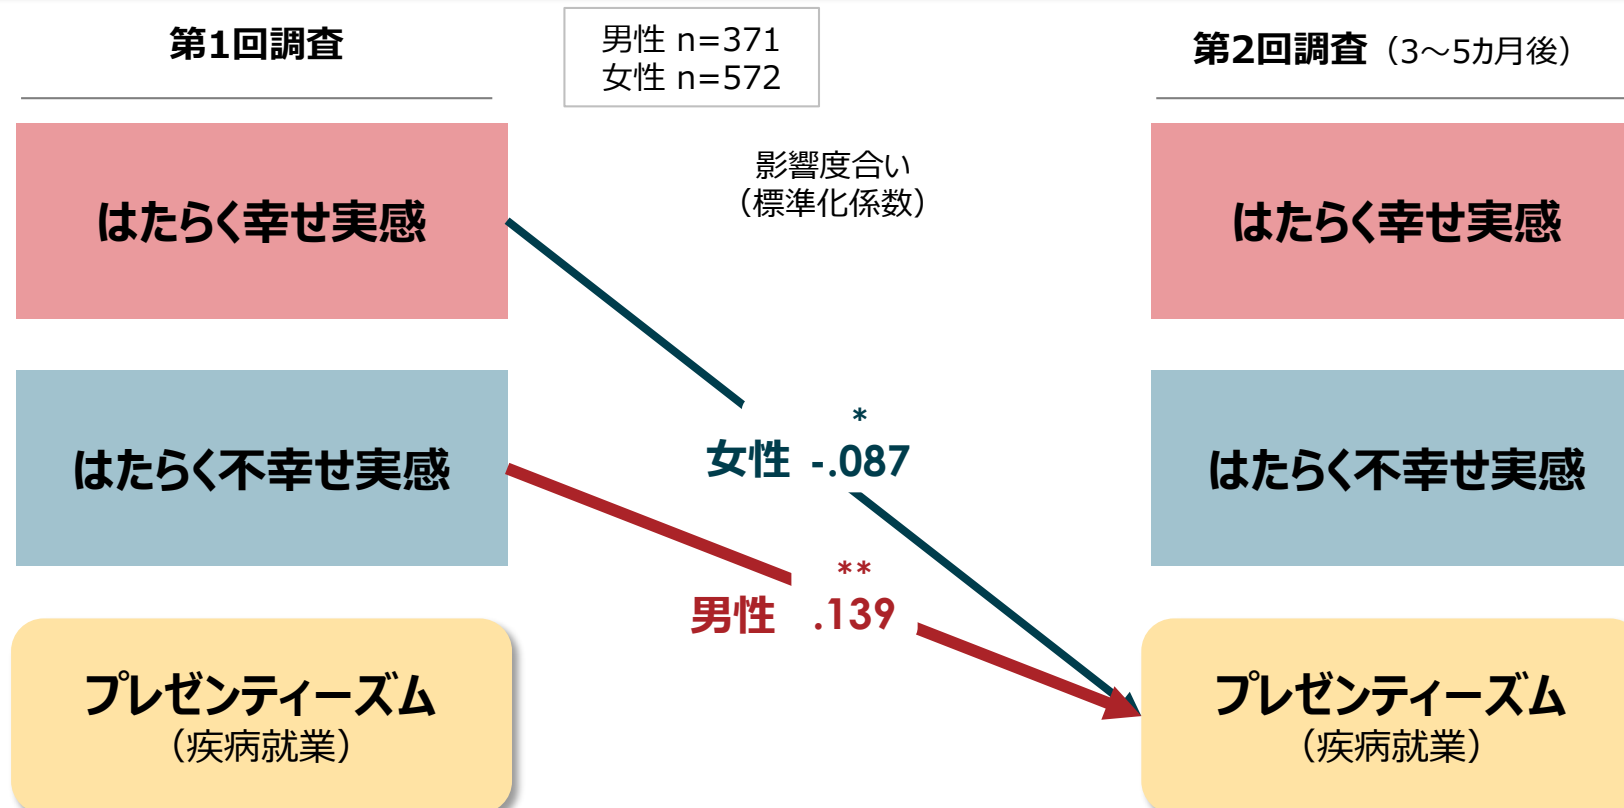 第1回調査
男性 n=371
女性 n=572
第2回調査（3～5カ月後）
影響度合い
（標準化係数）
はたらく幸せ実感
はたらく幸せ実感
はたらく不幸せ実感
*
女性 -.087
はたらく不幸せ実感
**
男性 .139
プレゼンティーズム
（疾病就業）
プレゼンティーズム
（疾病就業）